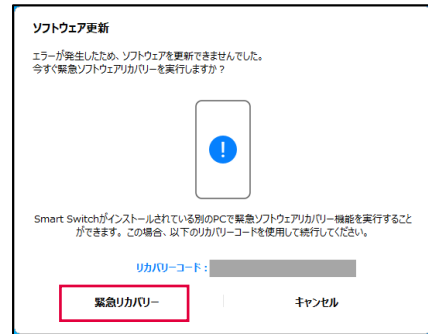 ソフトウェア更新
エラーが発生したため、ソフトウェアを更新できませんでした。
今すぐ緊急ソフトウェアリカバリーを実行しますか？
!
Smart Switchがインストールされている別のPCで緊急ソフトウェアリカバリー機能を実行すること
ができます。この場合、以下のリカバリーコードを使用して続行してください。
リカバリーコード：
緊急リカバリー
キャンセル